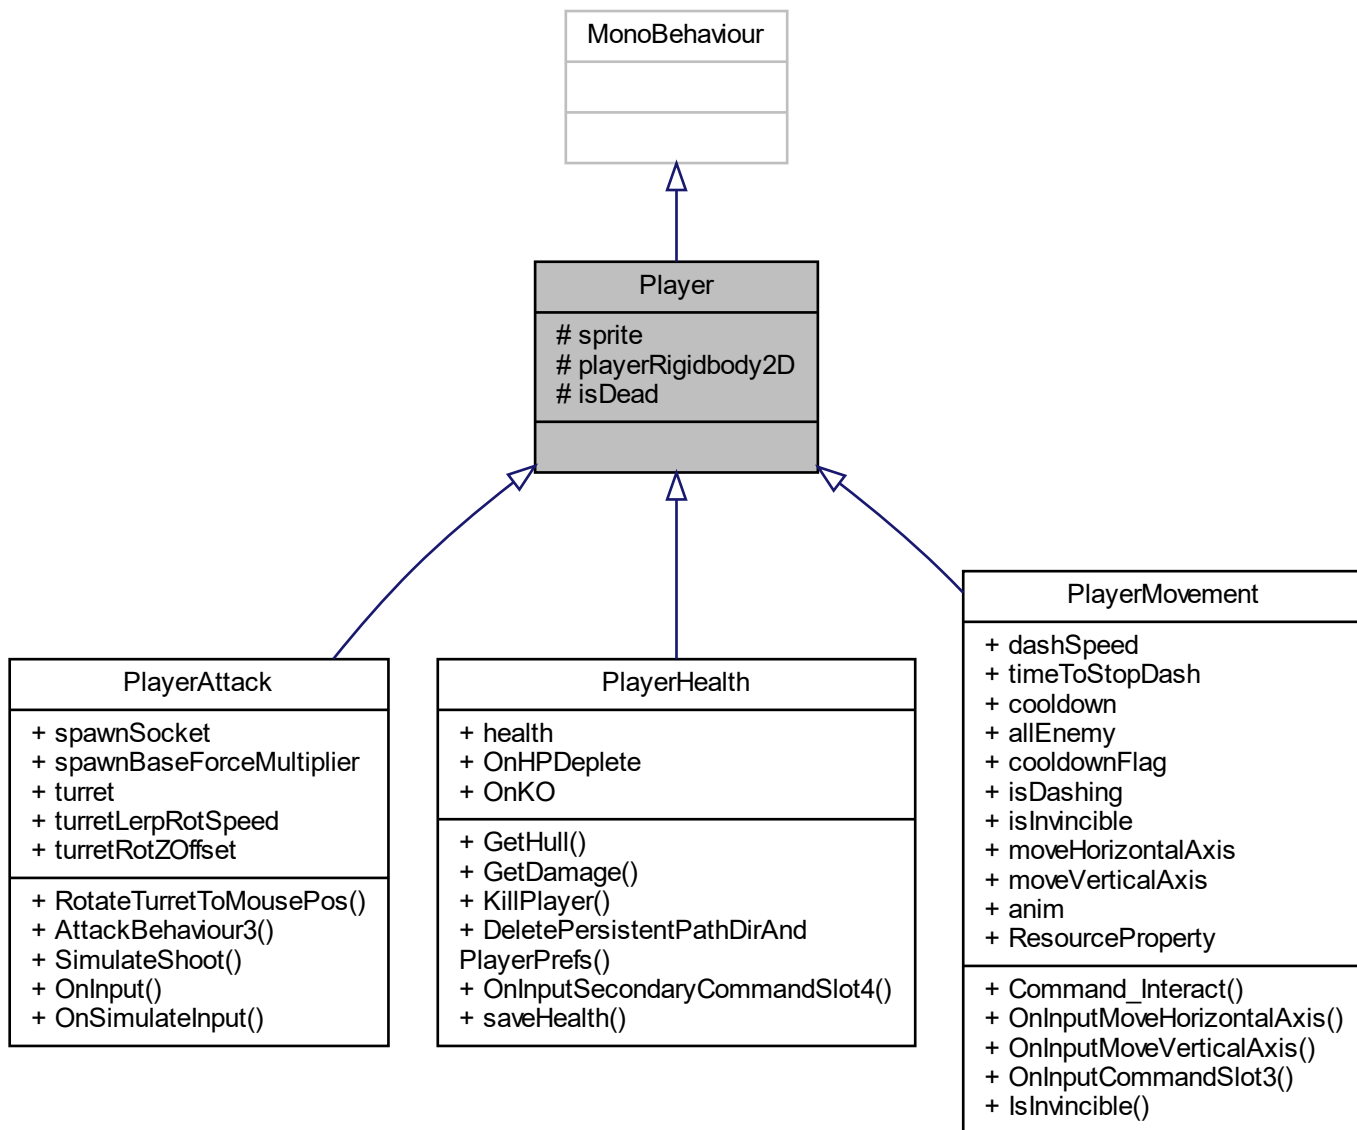 MonoBehaviour
Player
# sprite
# playerRigidbody2D
# isDead
PlayerAttack
+ spawnSocket
+ spawnBaseForceMultiplier
+ turret
+ turretLerpRotSpeed
+ turretRotZOffset
+ RotateTurretToMousePos()
+ AttackBehaviour3()
+ SimulateShoot()
+ OnInput()
+ OnSimulateInput()
PlayerHealth
+ health
+ OnHPDeplete
+ OnKO
+ GetHull()
+ GetDamage()
+ KillPlayer()
+ DeletePersistentPathDirAnd
PlayerPrefs()
+ OnInputSecondaryCommandSlot4()
+ saveHealth()
PlayerMovement
+ dashSpeed
+ timeToStopDash
+ cooldown
+ allEnemy
+ cooldownFlag
+ isDashing
+ isInvincible
+ moveHorizontalAxis
+ moveVerticalAxis
+ anim
+ ResourceProperty
+ Command_Interact()
+ OnInputMoveHorizontalAxis()
+ OnInputMoveVerticalAxis()
+ OnInputCommandSlot3()
+ IsInvincible()